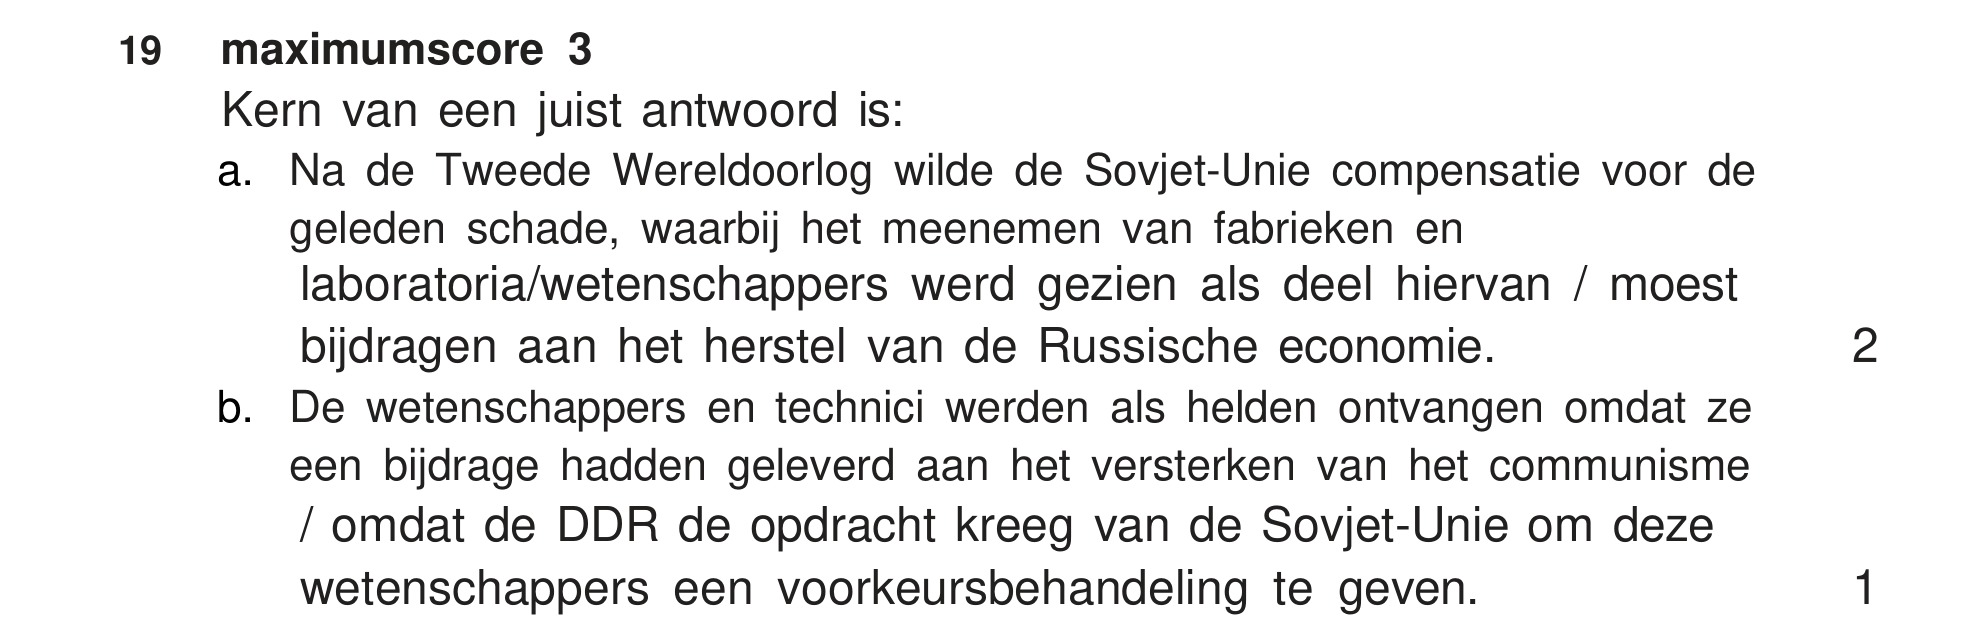 19 maximumscore 3
Kern van een juist antwoord is:
a. Na de Tweede Wereldoorlog wilde de Sovjet-Unie compensatie voor de
geleden schade, waarbij het meenemen van fabrieken en
laboratoria/wetenschappers werd gezien als deel hiervan / moest
bijdragen aan het herstel van de Russische economie. 2
b. De wetenschappers en technici werden als helden ontvangen omdat ze
een bijdrage hadden geleverd aan het versterken van het communisme
/ omdat de DDR de opdracht kreeg van de Sovjet-Unie om deze
wetenschappers een voorkeursbehandeling te geven. 1